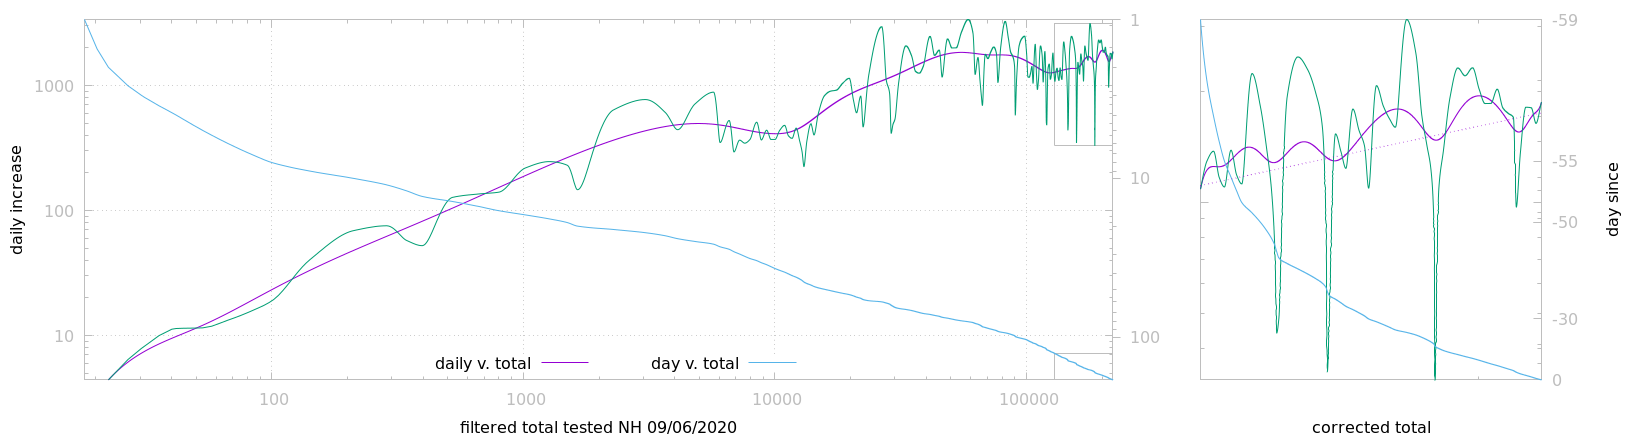 daily increase
1000
100
10
100
1000
10000
100000
filtered total tested NH 09/06/2020
daily v. total
day v. total
1
10
100
-59
-55
-50
-30
0
day since
corrected total